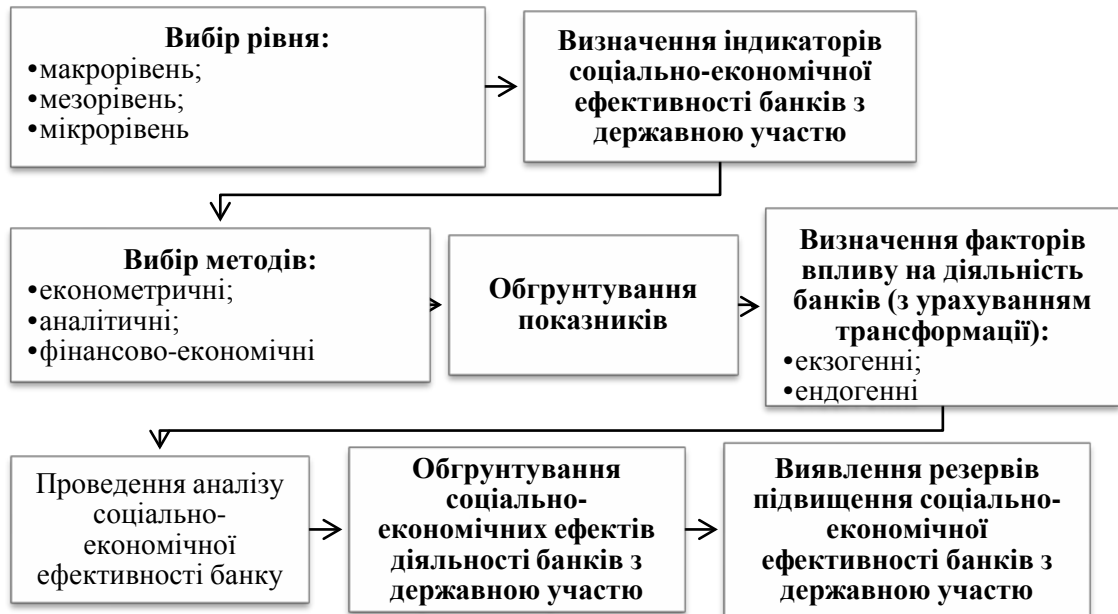 Вибір рівня:
•макрорівень;
•мезорівень;
•мікрорівень
Визначення індикаторів
соціально-економічної
ефективності банків з
державною участю
Вибір методів:
•економетричні;
•аналітичні;
•фінансово-економічні
Обгрунтування
показників
Визначення факторів
впливу на діяльність
банків (з урахуванням
трансформації):
•екзогенні;
•ендогенні
Проведення аналізу
соціально-
економічної
ефективності банку
Обгрунтування
соціально-
економічних ефектів
діяльності банків з
державною участю
Виявлення резервів
підвищення соціально-
економічної
ефективності банків з
державною участю